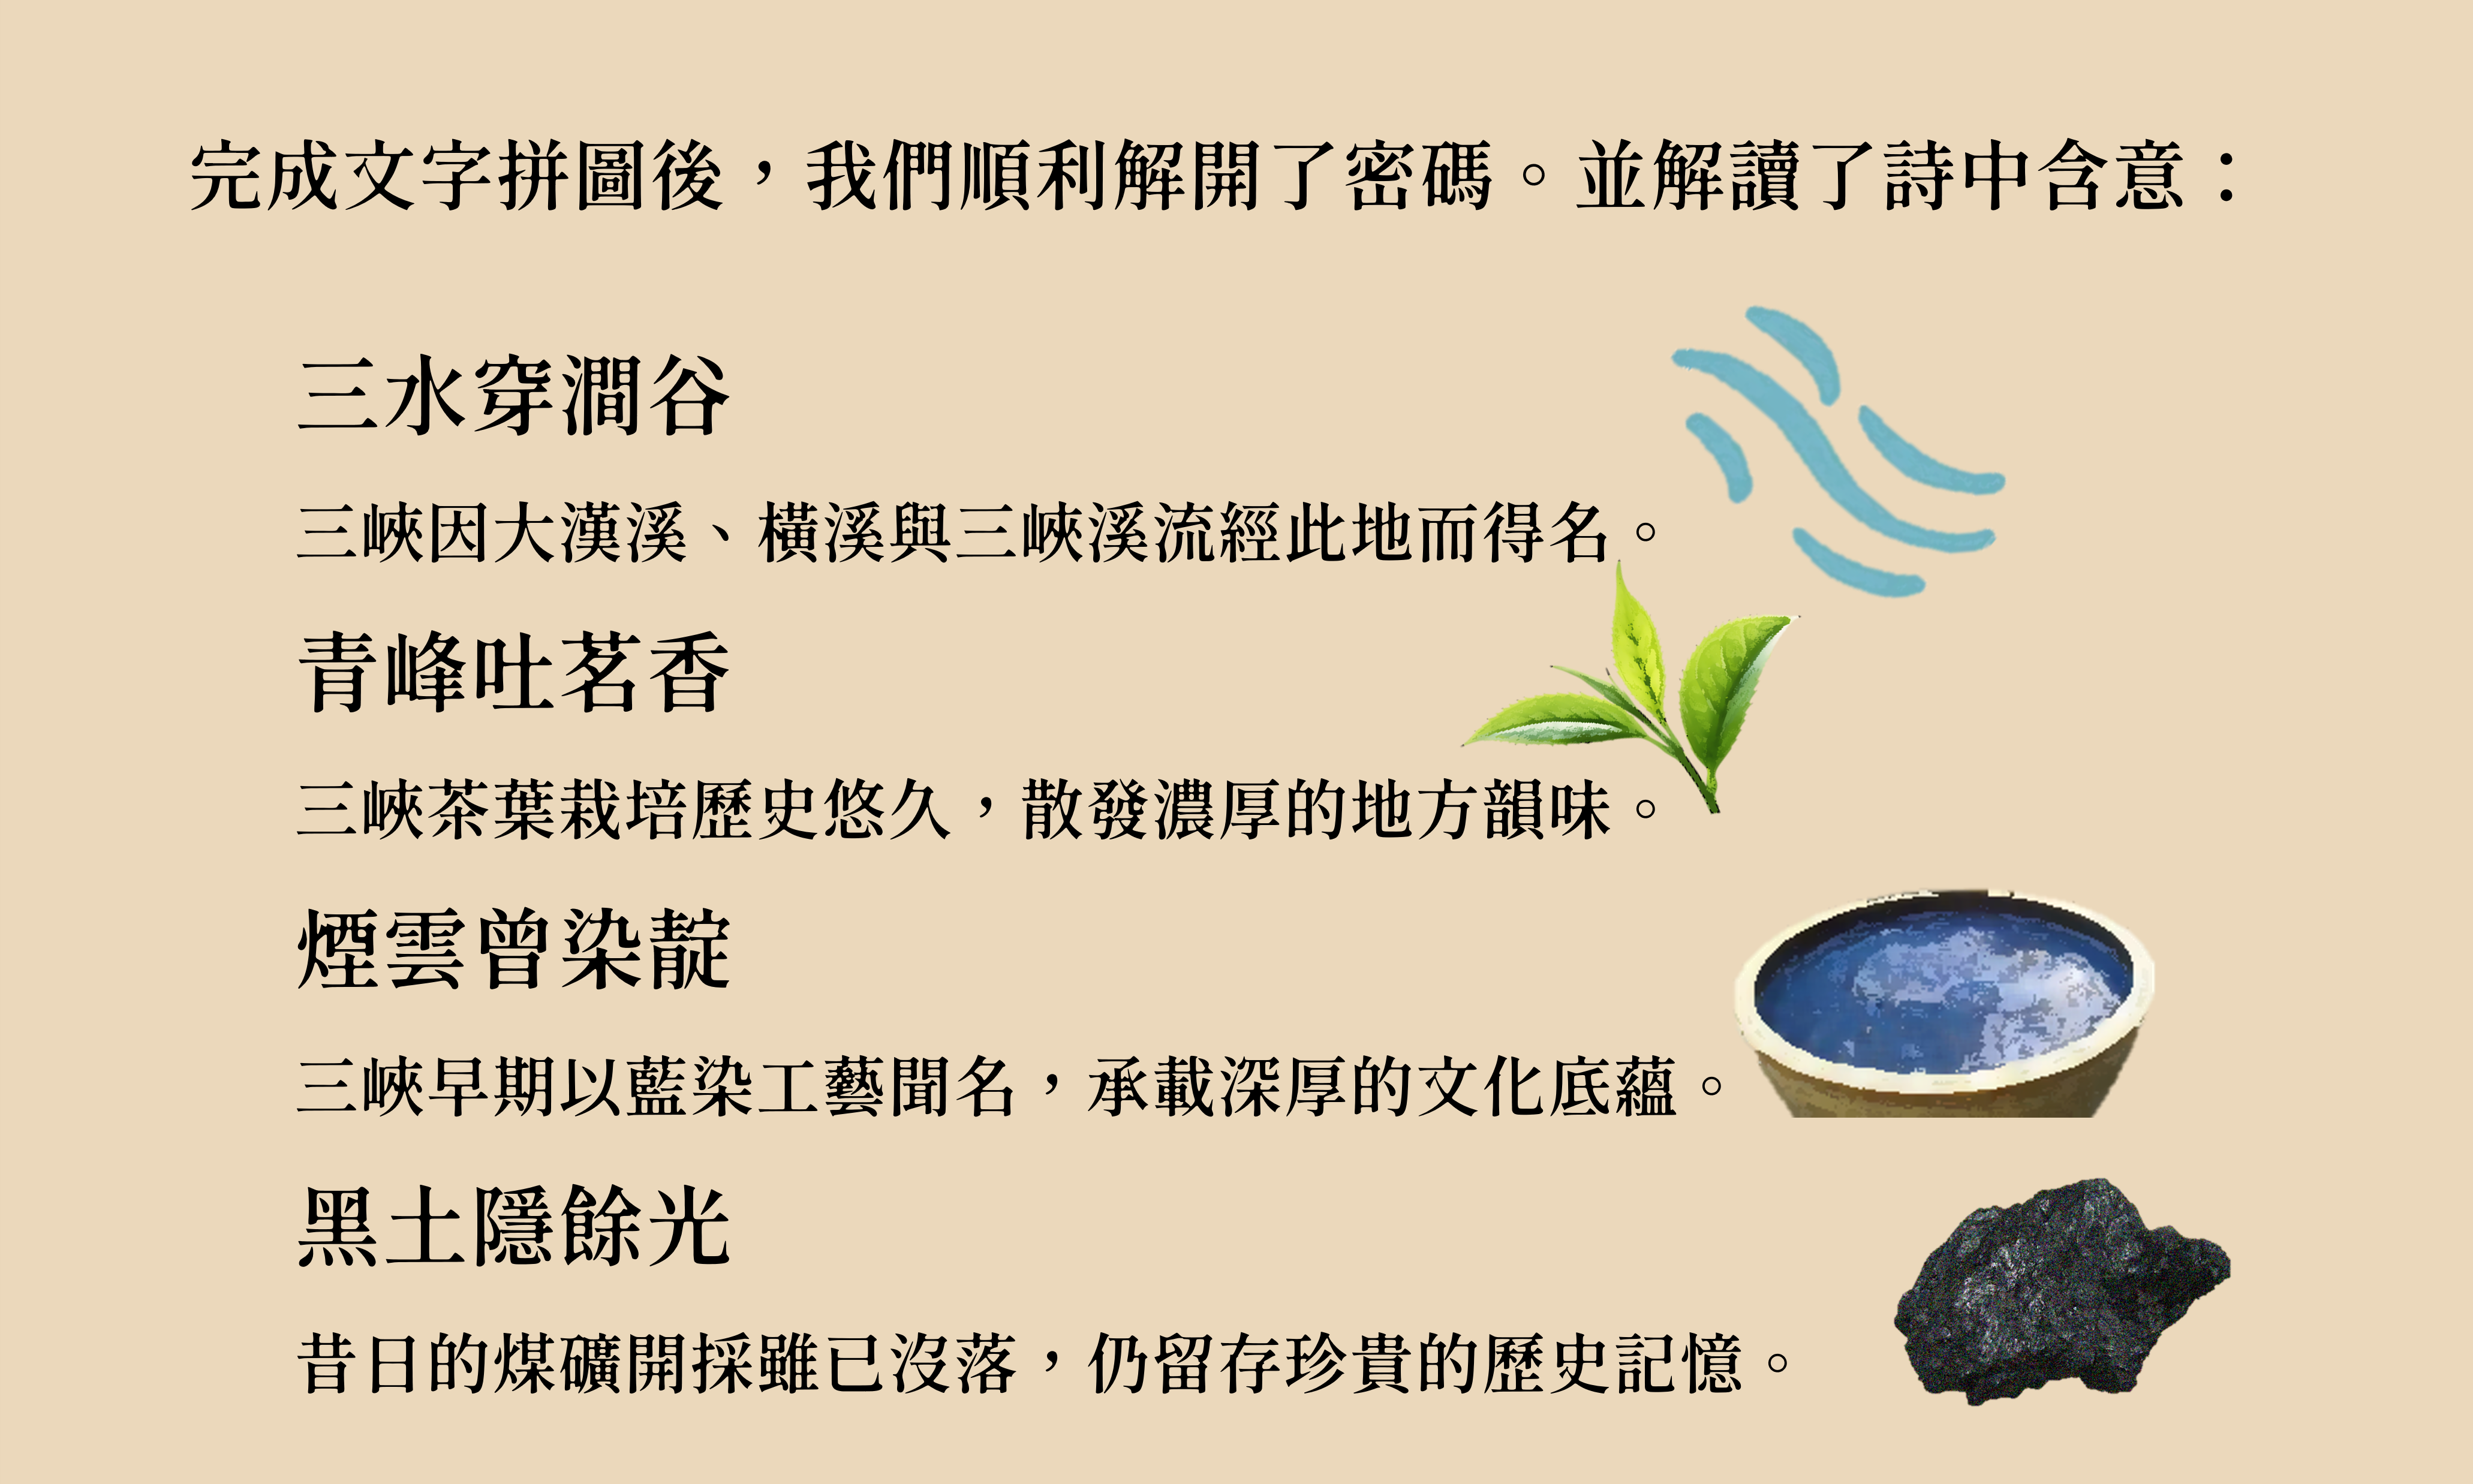 完成文字拼圖後，我們順利解開了密碼。並解讀了詩中含意：
三水穿澗谷
三峽因大漢溪、橫溪與三峽溪流經此地而得名。
青峰吐茗香
三峽茶葉栽培歷史悠久，散發濃厚的地方韻味。
煙雲曾染靛
三峽早期以藍染工藝聞名，承載深厚的文化底蘊。
黑土隱餘光
昔日的煤礦開採雖已沒落，仍留存珍貴的歷史記憶。